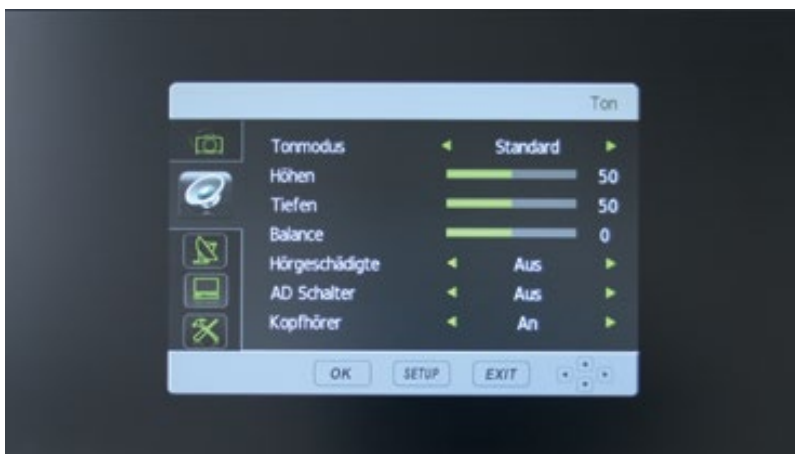 Ton
Tonmodus Standard
Höhen 50
Tiefen 50
Balance 0
Hörgeschädigte Aus
AD Schalter Aus
Kopfhörer An
OK SETUP EXIT